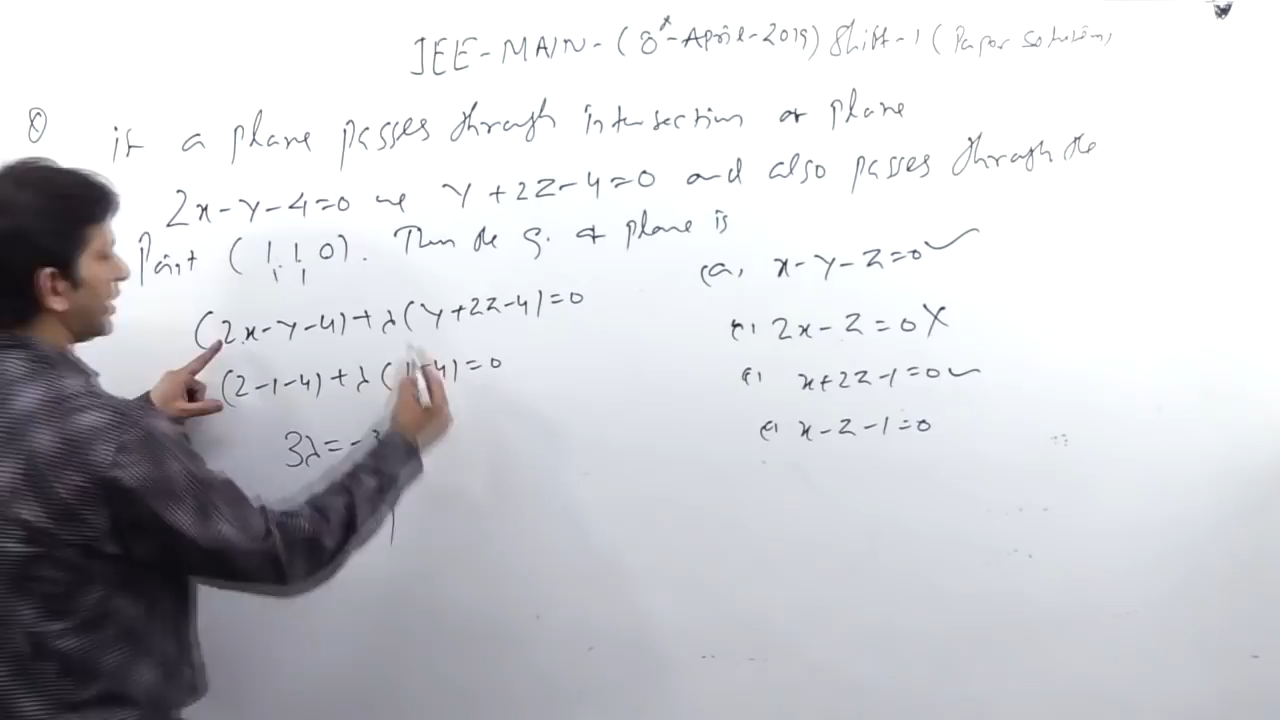 JEE-MAIN-(8-April-2019) Shift-1 (Paper solution)
Q if a plane passes through intersection of plane
2x-y-4=0 and y+2z-4=0 and also passes through the
Point (1 1 0). Then the Eq. of plane is
(a, x-y-z=0 ✓
2x-z=0 ✗
x+2z-1=0 ✓
x-z-1=0
(2x-y-4)+λ(y+2z-4)=0
(2-1-4)+λ(1-4)=0
3λ=-3